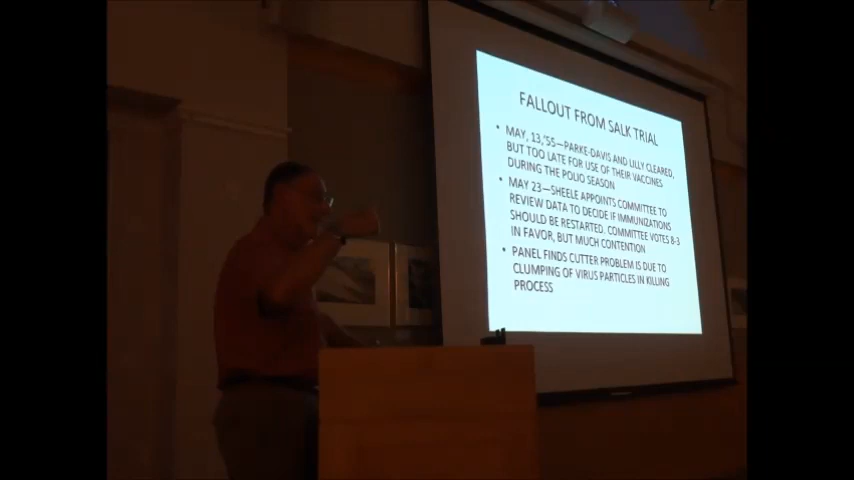 FALLOUT FROM SALK TRIAL
• MAY, 13,'55—PARKE-DAVIS AND LILLY CLEARED,
BUT TOO LATE FOR USE OF THEIR VACCINES
DURING THE POLIO SEASON
• MAY 23—SHEELE APPOINTS COMMITTEE TO
REVIEW DATA TO DECIDE IF IMMUNIZATIONS
SHOULD BE RESTARTED. COMMITTEE VOTES 8-3
IN FAVOR, BUT MUCH CONTENTION
• PANEL FINDS CUTTER PROBLEM IS DUE TO
CLUMPING OF VIRUS PARTICLES IN KILLING
PROCESS